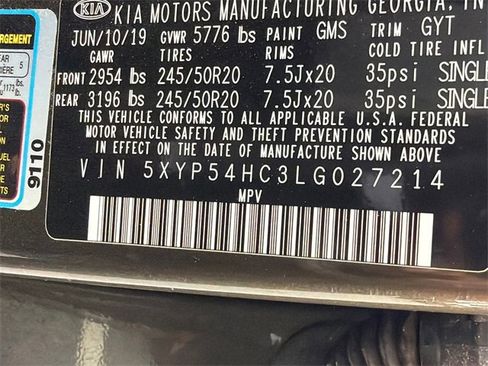 KIA KIA MOTORS MANUFACTURING GEORGIA, IN
JUN/10/19 GVWR 5776 lbs PAINT GMS TRIM GYT
GAWR TIRES RIMS COLD TIRE INFL
FRONT 2954 lbs 245/50R20 7.5Jx20 35psi SINGLE
REAR 3196 lbs 245/50R20 7.5Jx20 35psi SINGLE
THIS VEHICLE CONFORMS TO ALL APPLICABLE U.S.A. FEDERAL
MOTOR VEHICLE SAFETY AND THEFT PREVENTION STANDARDS
IN EFFECT ON THE DATE OF MANUFACTURE SHOWN ABOVE.
VIN 5XYP54HC3LG027214
MPV
9110
5